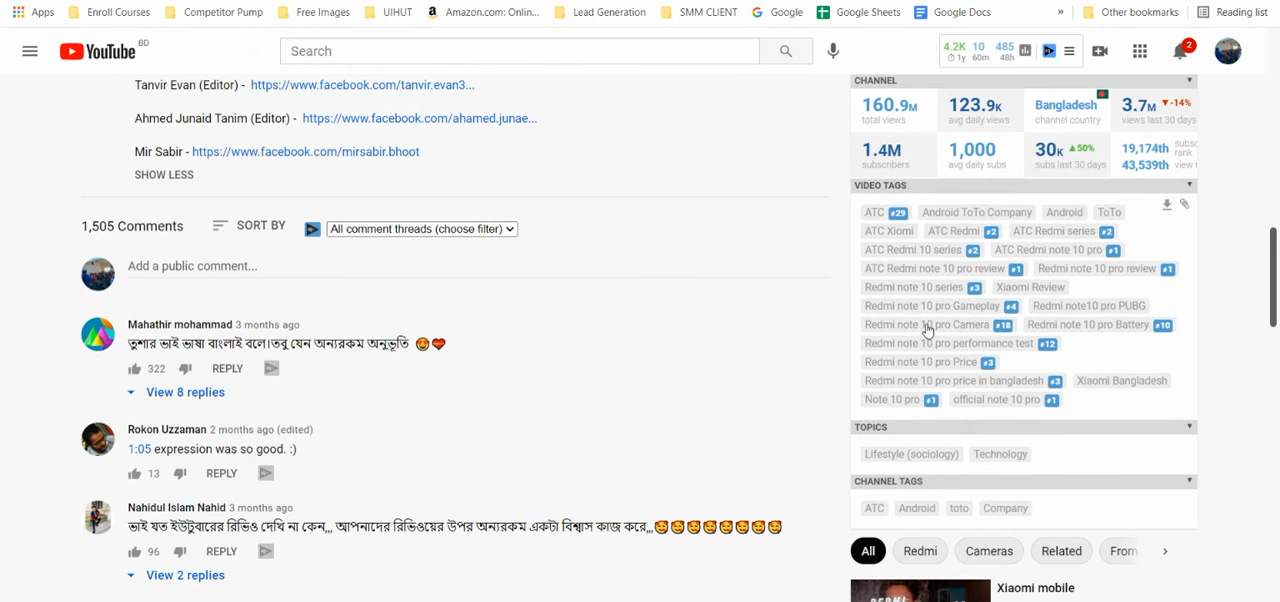 Apps Enroll Courses Competitor Pump Free Images UIHUT Amazon.com: Onlin... Lead Generation SMM CLIENT Google Google Sheets Google Docs » Other bookmarks Reading list
YouTube BD Search 4.2K 10 485 2
1y 60m 48h
Tanvir Evan (Editor) - https://www.facebook.com/tanvir.evan3...
Ahmed Junaid Tanim (Editor) - https://www.facebook.com/ahamed.junae...
Mir Sabir - https://www.facebook.com/mirsabir.bhoot
SHOW LESS
1,505 Comments SORT BY All comment threads (choose filter)
Add a public comment...
Mahathir mohammad 3 months ago
তুশার ভাই ভাষা বাংলাই বলে।তবু যেন অন্যরকম অনুভূতি 😍❤️
322 REPLY
View 8 replies
Rokon Uzzaman 2 months ago (edited)
1:05 expression was so good. :)
13 REPLY
Nahidul Islam Nahid 3 months ago
ভাই যত ইউটুবারের রিভিও দেখি না কেন,,, আপনাদের রিভিওয়ের উপর অন্যরকম একটা বিশ্বাস কাজ করে,,,🥰🥰🥰🥰🥰🥰🥰🥰
96 REPLY
View 2 replies
CHANNEL
160.9M 123.9K Bangladesh 3.7M ▼-14%
total views avg daily views channel country views last 30 days
1.4M 1,000 30K ▲50% 19,174th subsc rank
subscribers avg daily subs subs last 30 days 43,539th view r
VIDEO TAGS
ATC #29 Android ToTo Company Android ToTo
ATC Xiomi ATC Redmi #2 ATC Redmi series #2
ATC Redmi 10 series #2 ATC Redmi note 10 pro #1
ATC Redmi note 10 pro review #1 Redmi note 10 pro review #1
Redmi note 10 series #3 Xiaomi Review
Redmi note 10 pro Gameplay #4 Redmi note10 pro PUBG
Redmi note 10 pro Camera #18 Redmi note 10 pro Battery #10
Redmi note 10 pro performance test #12
Redmi note 10 pro Price #3
Redmi note 10 pro price in bangladesh #3 Xiaomi Bangladesh
Note 10 pro #1 official note 10 pro #1
TOPICS
Lifestyle (sociology) Technology
CHANNEL TAGS
ATC Android toto Company
All Redmi Cameras Related From
Xiaomi mobile